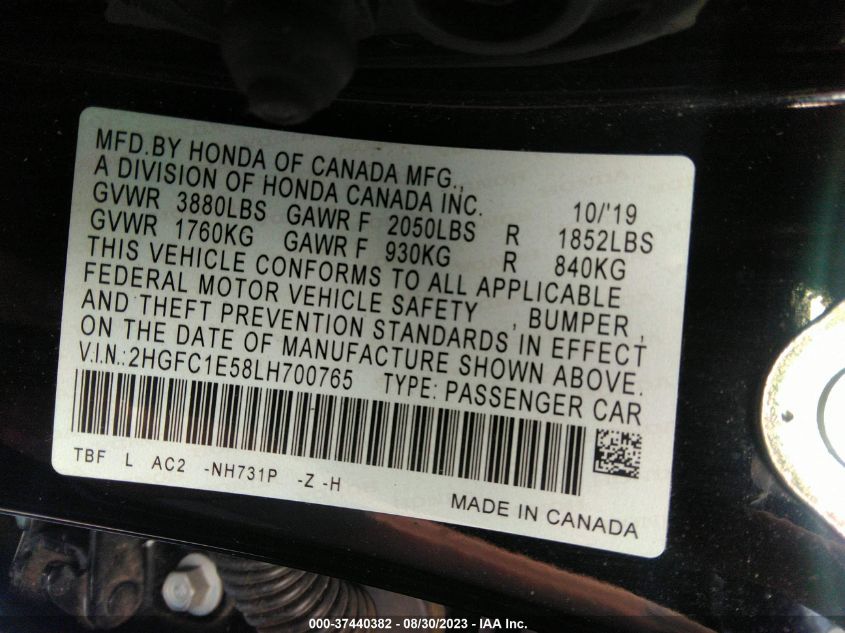 MFD.BY HONDA OF CANADA MFG.,
A DIVISION OF HONDA CANADA INC. 10/'19
GVWR 3880LBS GAWR F 2050LBS R 1852LBS
GVWR 1760KG GAWR F 930KG R 840KG
THIS VEHICLE CONFORMS TO ALL APPLICABLE
FEDERAL MOTOR VEHICLE SAFETY , BUMPER ,
AND THEFT PREVENTION STANDARDS IN EFFECT
ON THE DATE OF MANUFACTURE SHOWN ABOVE.
V.I.N.:2HGFC1E58LH700765 TYPE: PASSENGER CAR
TBF L AC2 -NH731P -Z -H
MADE IN CANADA
000-37440382 - 08/30/2023 - IAA Inc.